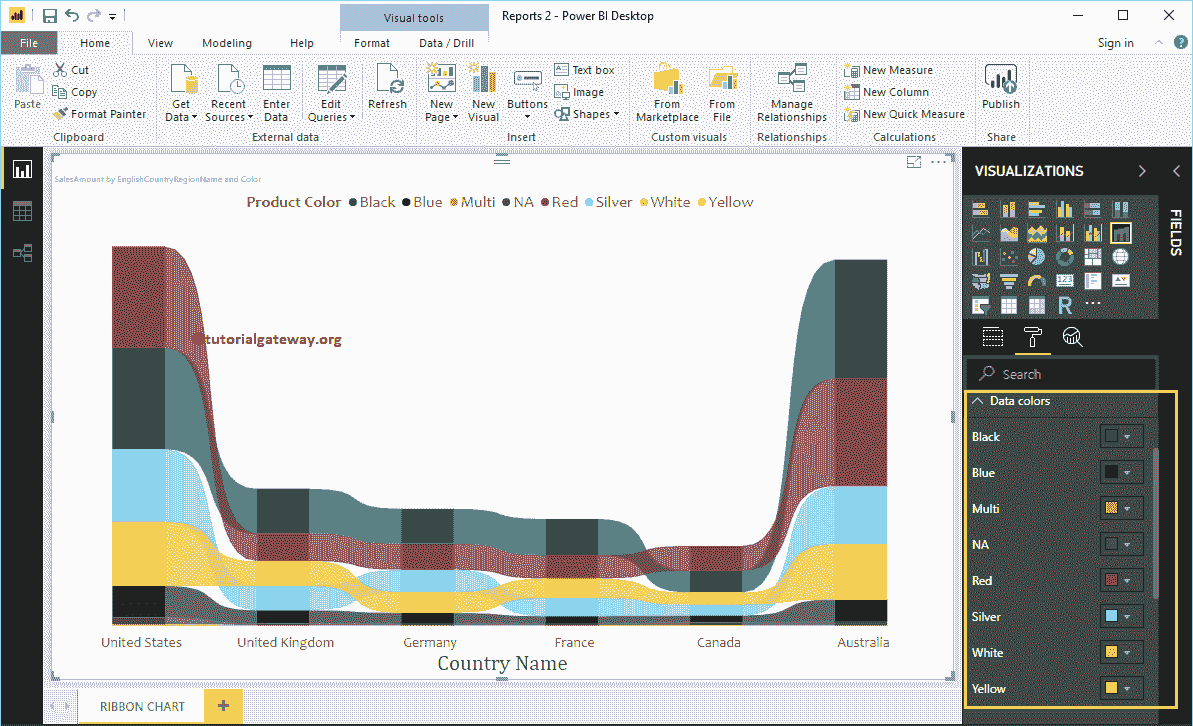 Visual tools
Reports 2 - Power BI Desktop
File Home View Modeling Help Format Data / Drill Sign in
Paste
Cut
Copy
Format Painter
Clipboard
Get Data
Recent Sources
Enter Data
Edit Queries
Refresh
External data
New Page
New Visual
Buttons
Text box
Image
Shapes
Insert
From Marketplace
From File
Custom visuals
Manage Relationships
Relationships
New Measure
New Column
New Quick Measure
Calculations
Publish
Share
SalesAmount by EnglishCountryRegionName and Color
Product Color Black Blue Multi NA Red Silver White Yellow
tutorialgateway.org
United States United Kingdom Germany France Canada Australia
Country Name
RIBBON CHART
+
VISUALIZATIONS
FIELDS
123
R
Search
Data colors
Black
Blue
Multi
NA
Red
Silver
White
Yellow